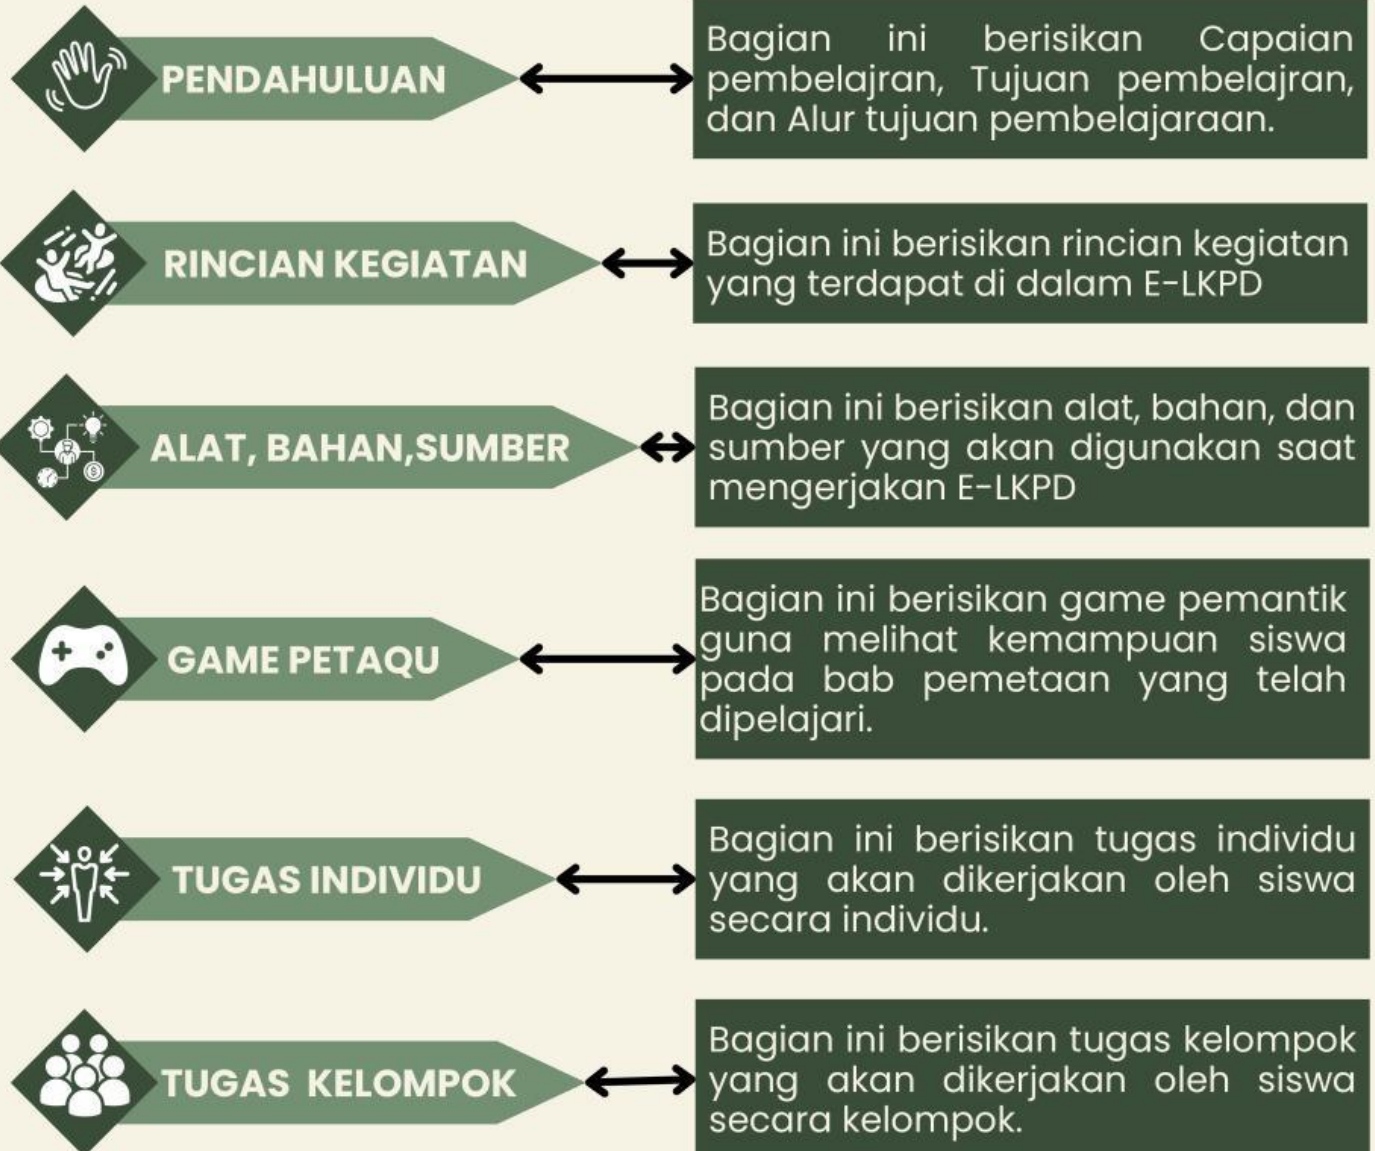 PENDAHULUAN
Bagian ini berisikan Capaian
pembelajran, Tujuan pembelajran,
dan Alur tujuan pembelajaraan.
RINCIAN KEGIATAN
Bagian ini berisikan rincian kegiatan
yang terdapat di dalam E-LKPD
ALAT, BAHAN,SUMBER
Bagian ini berisikan alat, bahan, dan
sumber yang akan digunakan saat
mengerjakan E-LKPD
GAME PETAQU
Bagian ini berisikan game pemantik
guna melihat kemampuan siswa
pada bab pemetaan yang telah
dipelajari.
TUGAS INDIVIDU
Bagian ini berisikan tugas individu
yang akan dikerjakan oleh siswa
secara individu.
TUGAS KELOMPOK
Bagian ini berisikan tugas kelompok
yang akan dikerjakan oleh siswa
secara kelompok.